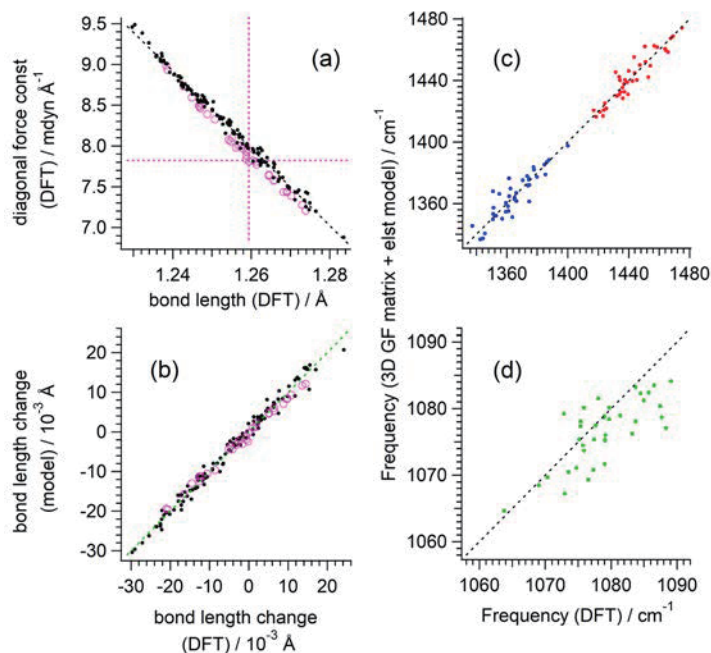 9.5
9.0
8.5
8.0
7.5
7.0
diagonal force const
(DFT) / mdyn Å⁻¹
(a)
1.24
1.26
1.28
bond length (DFT) / Å
1480
1440
1400
1360
(c)
1360
1400
1440
1480
Frequency (3D GF matrix + elst model) / cm⁻¹
20
10
0
-10
-20
-30
bond length change
(model) / 10⁻³ Å
(b)
-30
-20
-10
0
10
20
bond length change
(DFT) / 10⁻³ Å
1090
1080
1070
1060
(d)
1060
1070
1080
1090
Frequency (DFT) / cm⁻¹